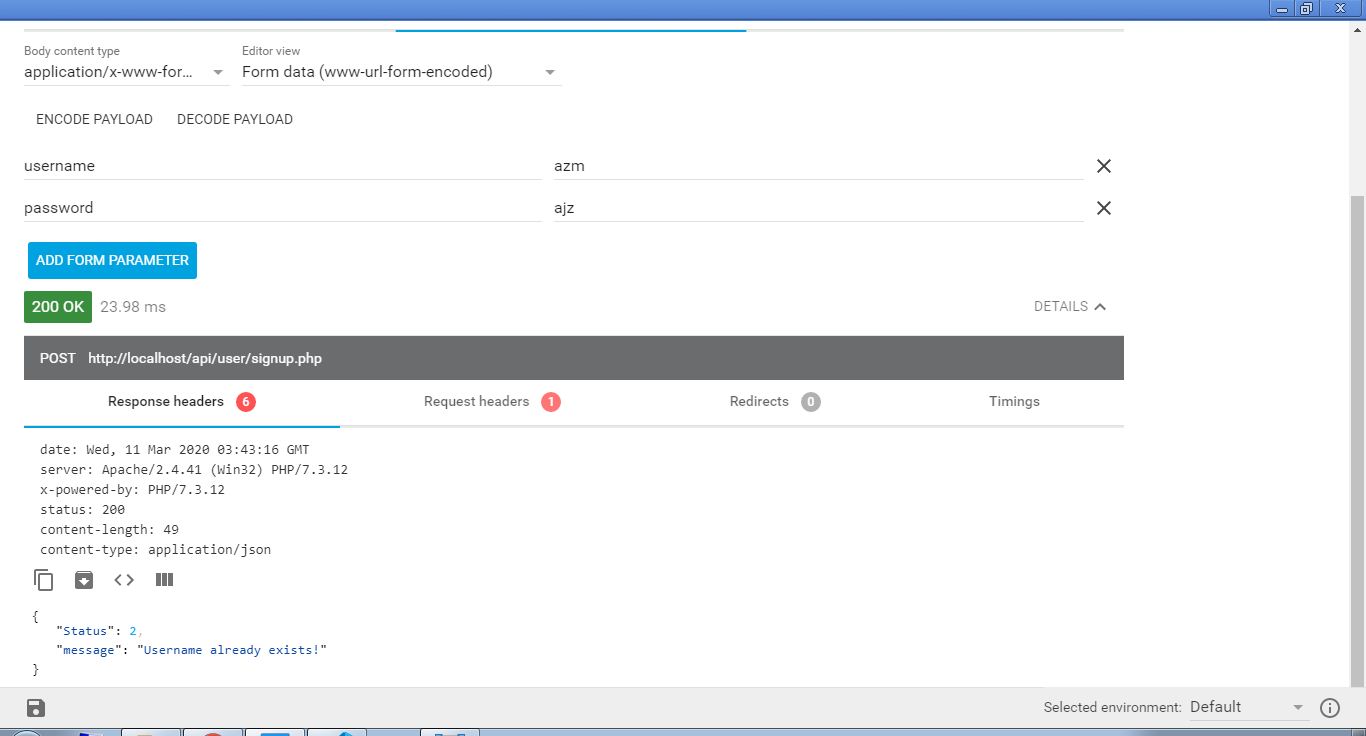 Body content type Editor view
application/x-www-for... Form data (www-url-form-encoded)
ENCODE PAYLOAD DECODE PAYLOAD
username azm
password ajz
ADD FORM PARAMETER
200 OK 23.98 ms DETAILS
POST http://localhost/api/user/signup.php
Response headers 6 Request headers 1 Redirects 0 Timings
date: Wed, 11 Mar 2020 03:43:16 GMT
server: Apache/2.4.41 (Win32) PHP/7.3.12
x-powered-by: PHP/7.3.12
status: 200
content-length: 49
content-type: application/json
{
"Status": 2,
"message": "Username already exists!"
}
Selected environment: Default